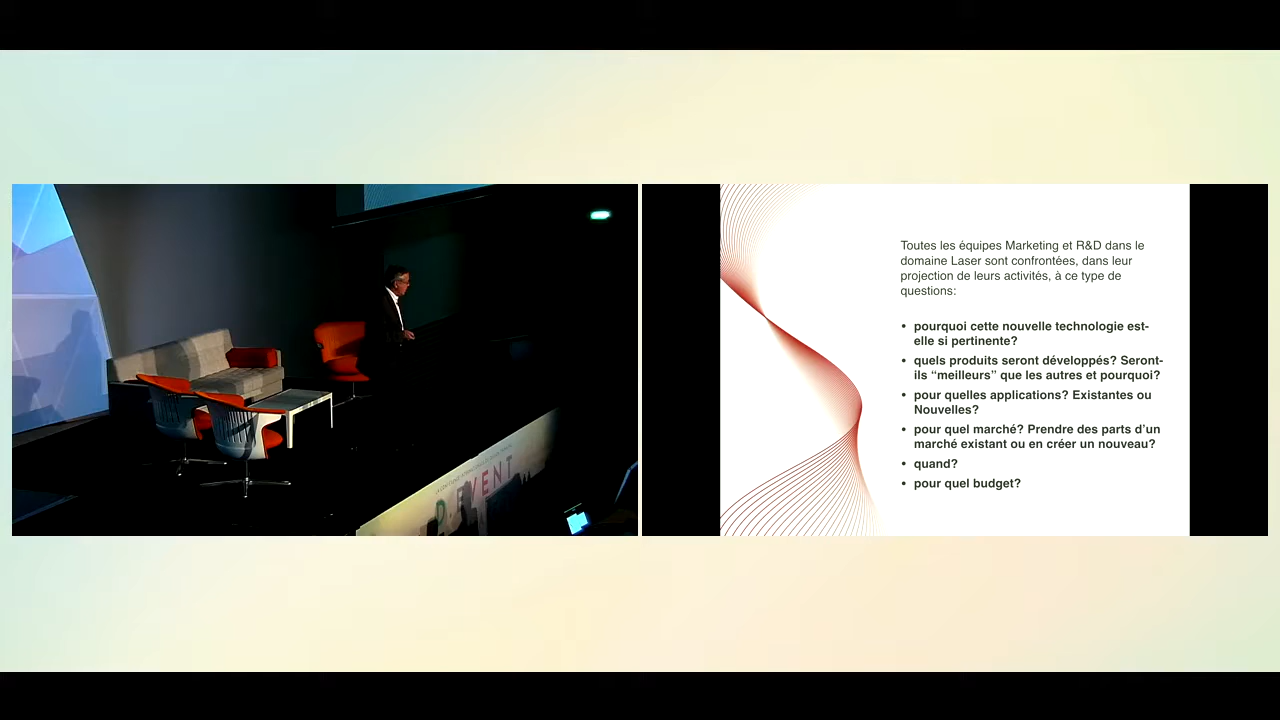 D.EVENT
Toutes les équipes Marketing et R&D dans le
domaine Laser sont confrontées, dans leur
projection de leurs activités, à ce type de
questions:
• pourquoi cette nouvelle technologie est-
elle si pertinente?
• quels produits seront développés? Seront-
ils “meilleurs” que les autres et pourquoi?
• pour quelles applications? Existantes ou
Nouvelles?
• pour quel marché? Prendre des parts d’un
marché existant ou en créer un nouveau?
• quand?
• pour quel budget?